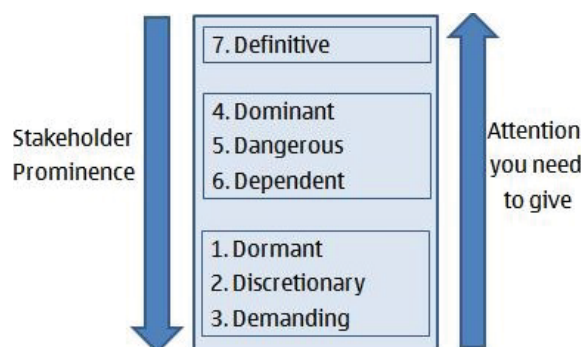 7. Definitive
4. Dominant
5. Dangerous
6. Dependent
Stakeholder
Prominence
Attention
you need
to give
1. Dormant
2. Discretionary
3. Demanding